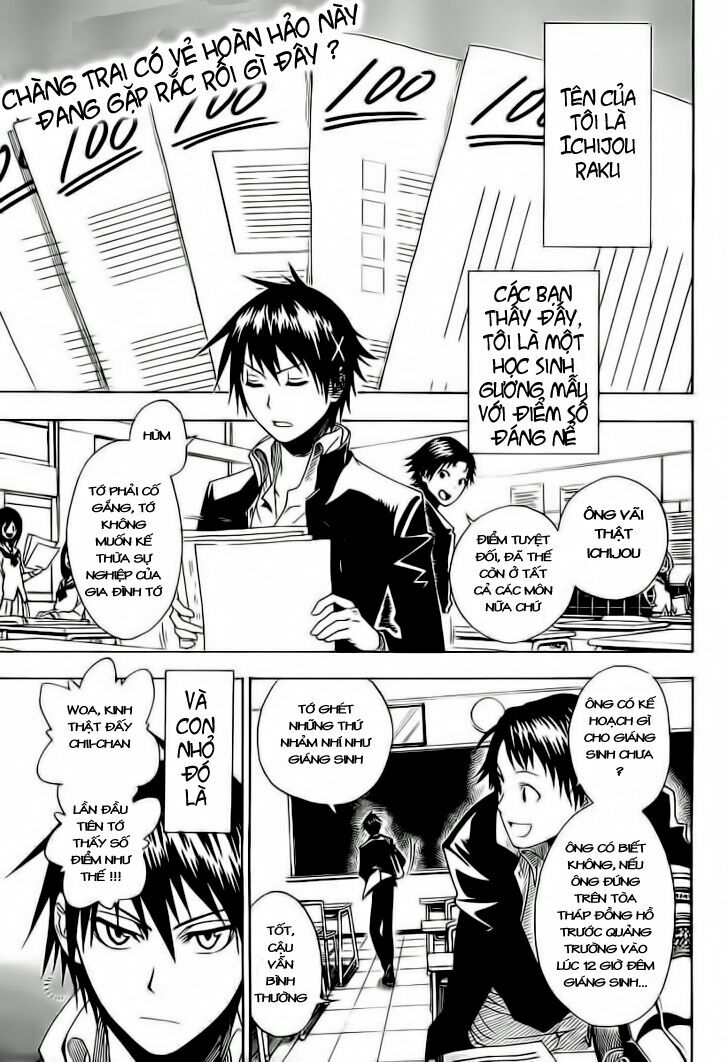 CHÀNG TRAI CÓ VẺ HOÀN HẢO NÀY
ĐANG GẶP RẮC RỐI GÌ ĐÂY ?
100
100
100
100
100
TÊN CỦA
TÔI LÀ
ICHIJOU
RAKU
CÁC BẠN
THẤY ĐẤY,
TÔI LÀ MỘT
HỌC SINH
GƯƠNG MẪU
VỚI ĐIỂM SỐ
ĐÁNG NỂ
ÔNG VÃI
THẬT
ICHIJOU
ĐIỂM TUYỆT
ĐỐI, ĐÃ THẾ
CÒN Ở TẤT
CẢ CÁC MÔN
NỮA CHỨ
HỪM
TỚ PHẢI CỐ
GẮNG, TỚ
KHÔNG
MUỐN KẾ
THỪA SỰ
NGHIỆP CỦA
GIA ĐÌNH TỚ
ÔNG CÓ KẾ
HOẠCH GÌ
CHO GIÁNG
SINH CHƯA
?
ÔNG CÓ BIẾT
KHÔNG, NẾU
ÔNG ĐỨNG
TRÊN TÒA
THÁP ĐỒNG HỒ
TRƯỚC QUẢNG
TRƯỜNG VÀO
LÚC 12 GIỜ ĐÊM
GIÁNG SINH...
TỚ GHÉT
NHỮNG THỨ
NHẢM NHÍ NHƯ
GIÁNG SINH
TỐT,
CẬU
VẪN
BÌNH
THƯỜNG
VÀ
CON
NHỎ
ĐÓ
LÀ
WOA, KINH
THẬT ĐẤY
CHII-CHAN
LẦN ĐẦU
TIÊN TỚ
THẤY SỐ
ĐIỂM NHƯ
THẾ !!!